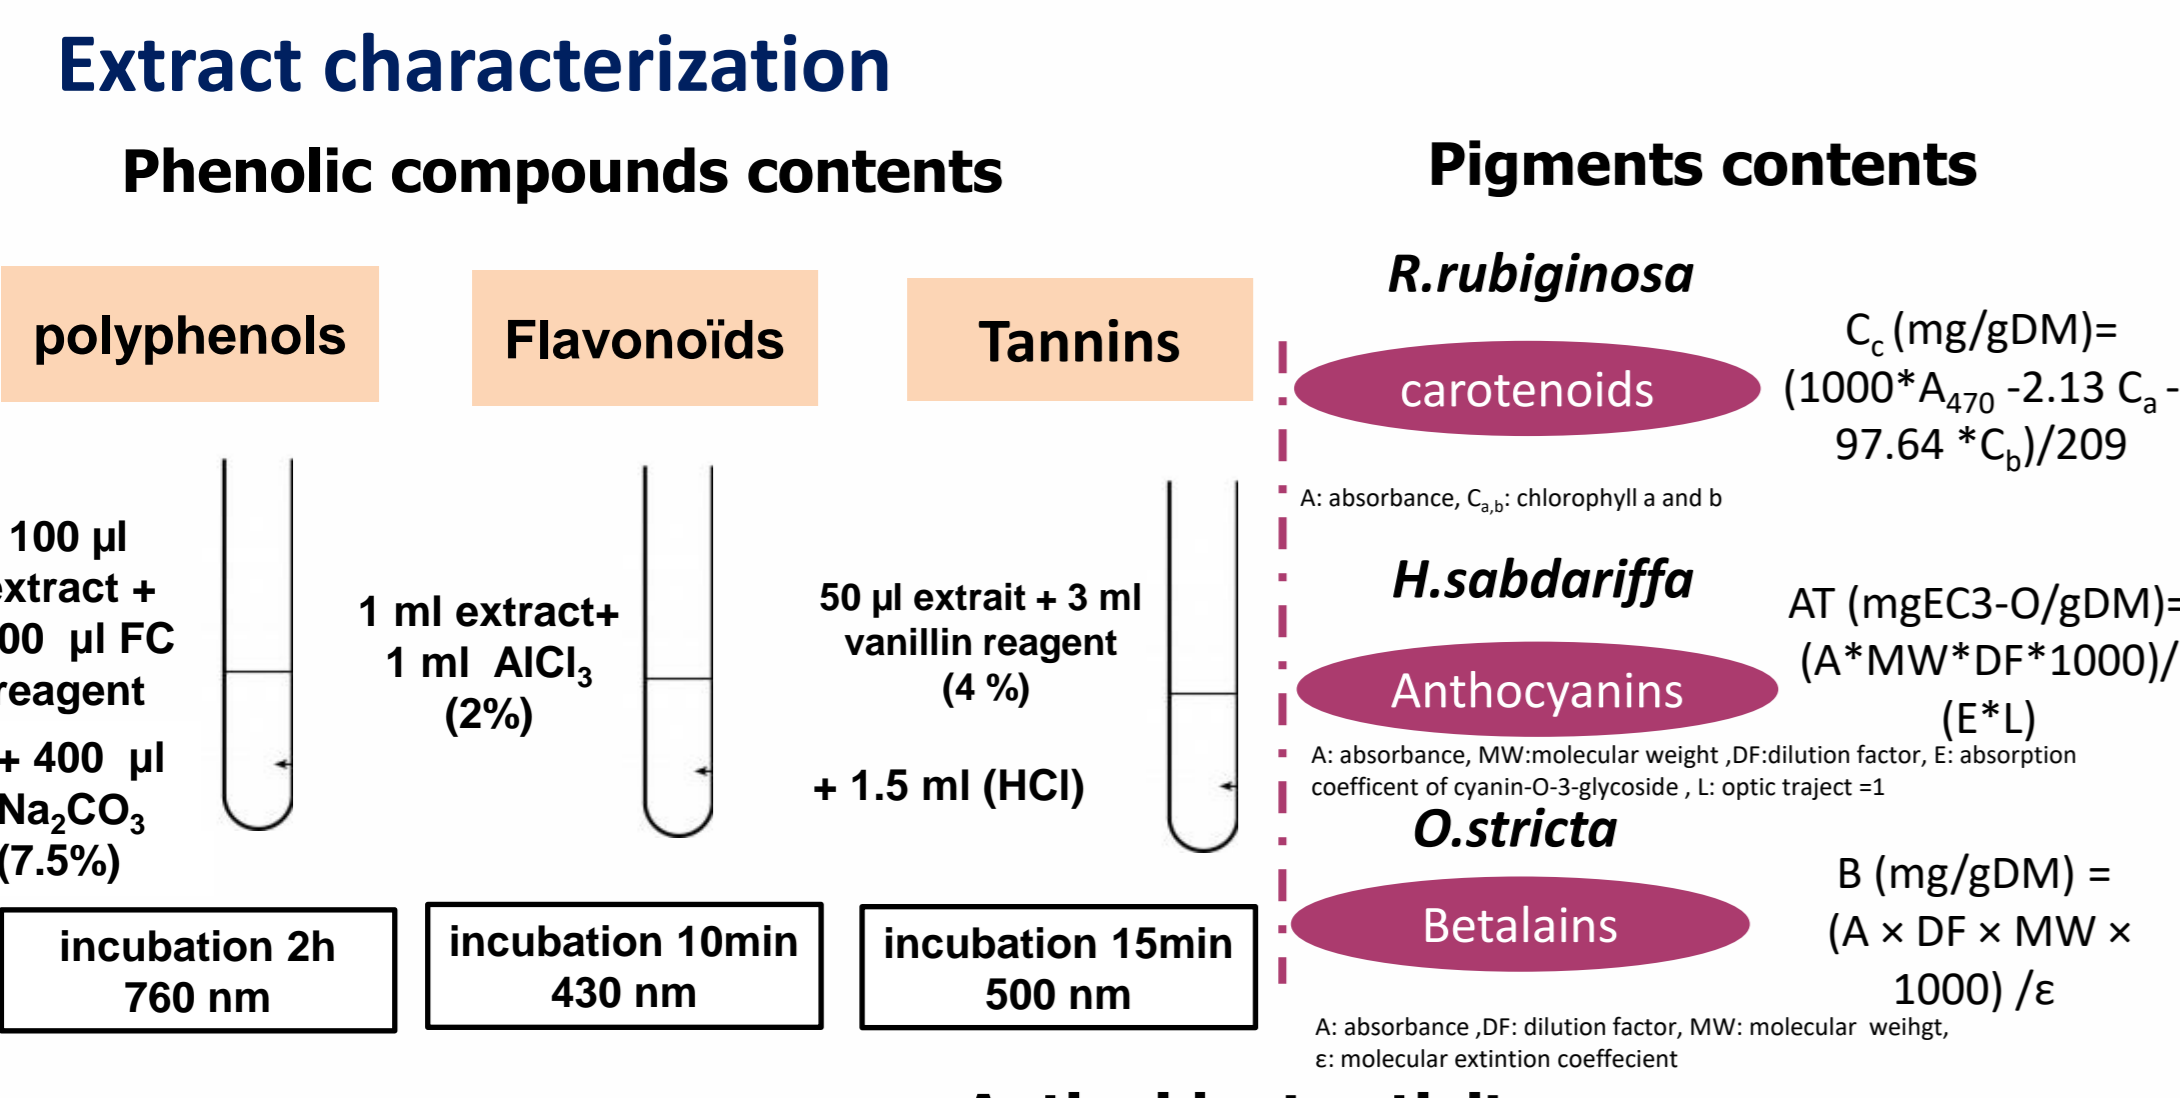 Extract characterization
Phenolic compounds contents
polyphenols
Flavonoïds
Tannins
100 µl
extract +
00 µl FC
reagent
+ 400 µl
Na₂CO₃
(7.5%)
1 ml extract+
1 ml AlCl₃
(2%)
50 µl extrait + 3 ml
vanillin reagent
(4 %)
+ 1.5 ml (HCl)
incubation 2h
760 nm
incubation 10min
430 nm
incubation 15min
500 nm
Pigments contents
R.rubiginosa
carotenoids
C_c (mg/gDM)=
(1000*A₄₇₀ -2.13 C_a -
97.64 *C_b)/209
A: absorbance, C_a,b: chlorophyll a and b
H.sabdariffa
Anthocyanins
AT (mgEC3-O/gDM)=
(A*MW*DF*1000)/
(E*L)
A: absorbance, MW:molecular weight ,DF:dilution factor, E: absorption
coefficent of cyanin-O-3-glycoside , L: optic traject =1
O.stricta
Betalains
B (mg/gDM) =
(A × DF × MW ×
1000) /ε
A: absorbance ,DF: dilution factor, MW: molecular weihgt,
ε: molecular extintion coeffecient